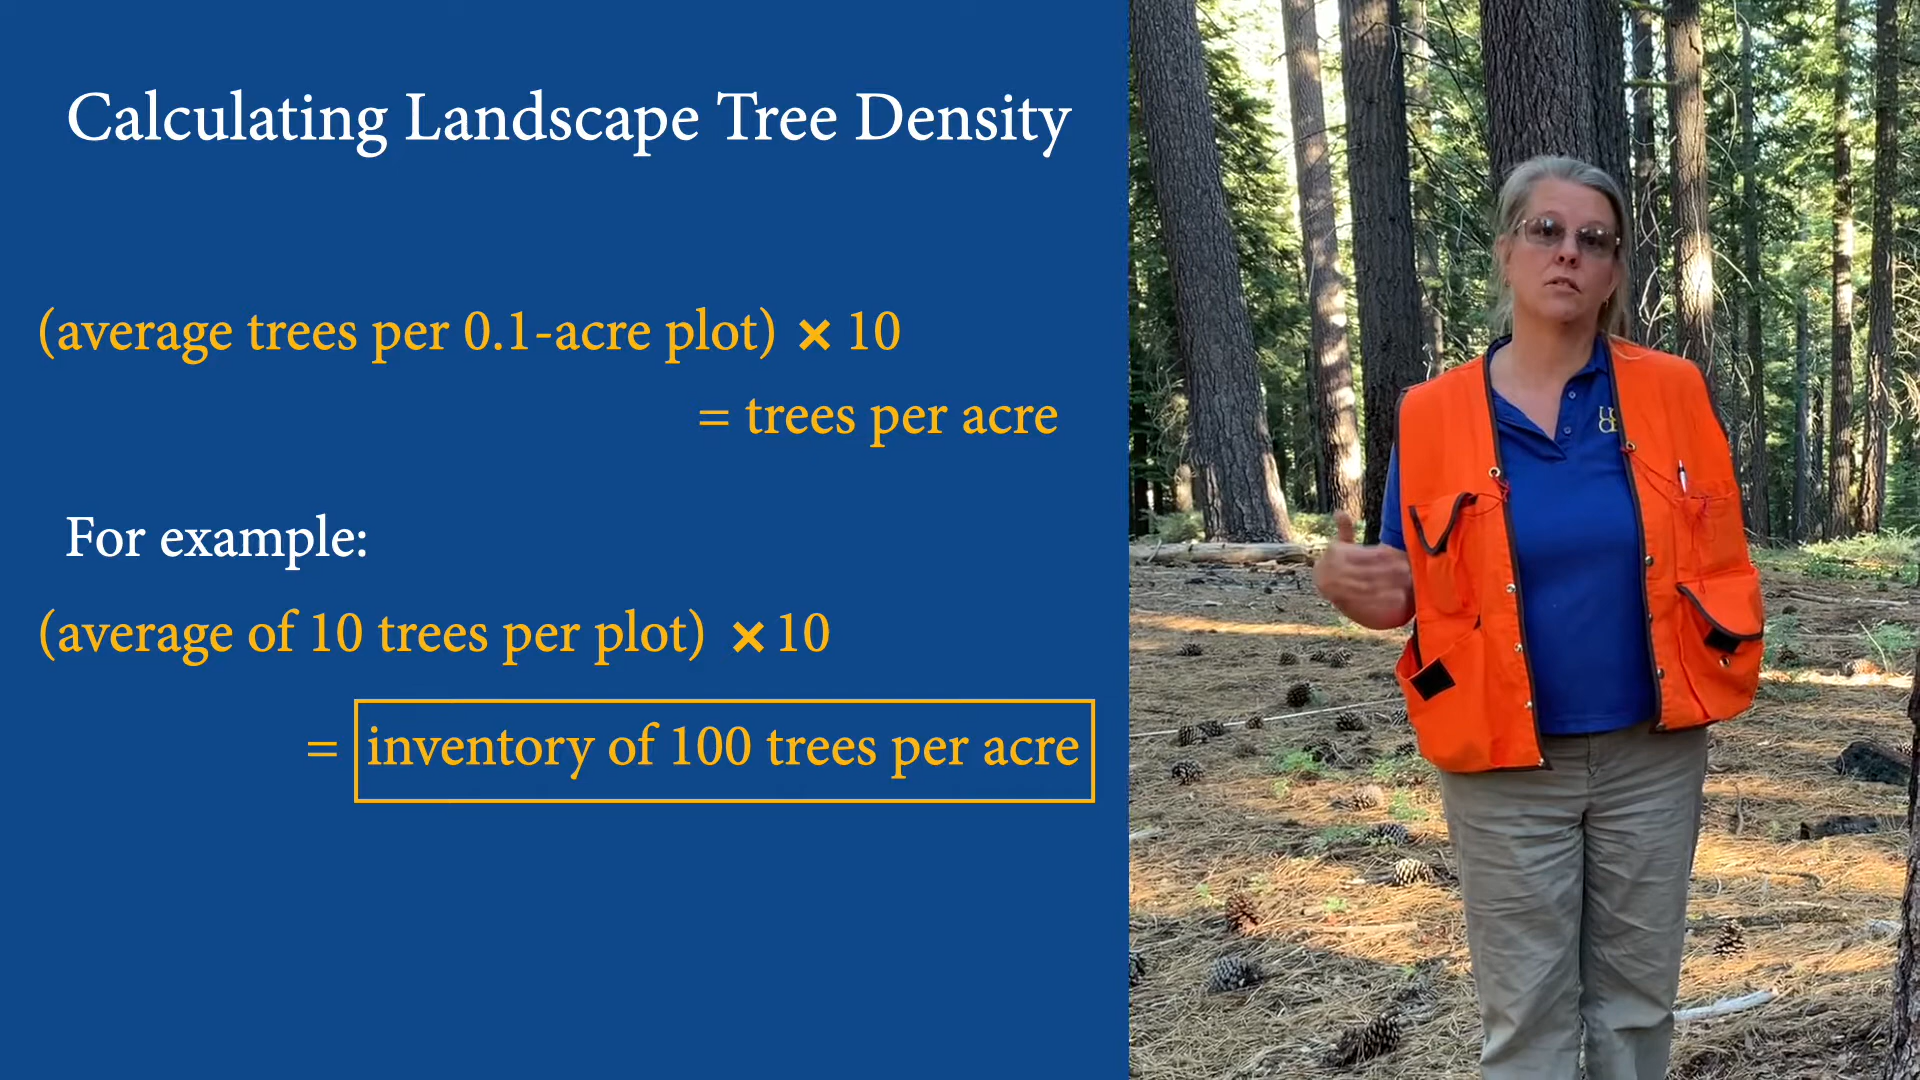 Calculating Landscape Tree Density
(average trees per 0.1-acre plot) × 10
= trees per acre
For example:
(average of 10 trees per plot) × 10
= inventory of 100 trees per acre